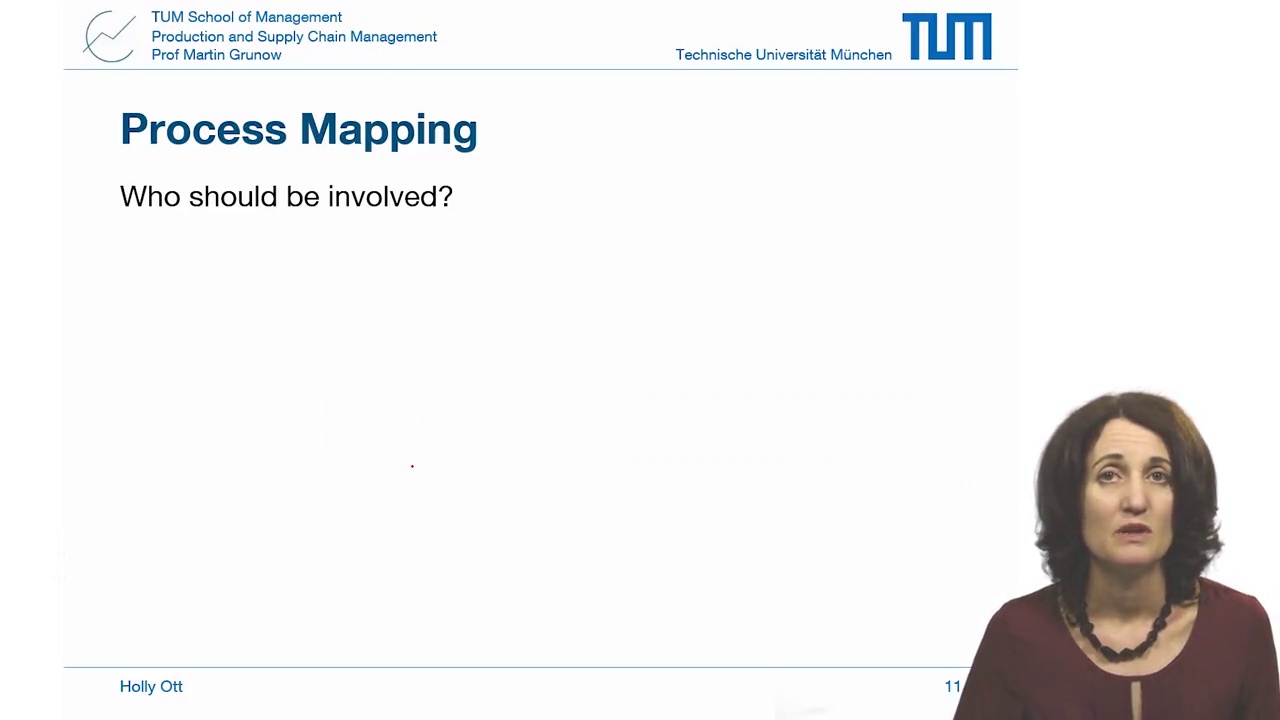 TUM School of Management
Production and Supply Chain Management
Prof Martin Grunow
Technische Universität München
TUM
Process Mapping
Who should be involved?
Holly Ott
11